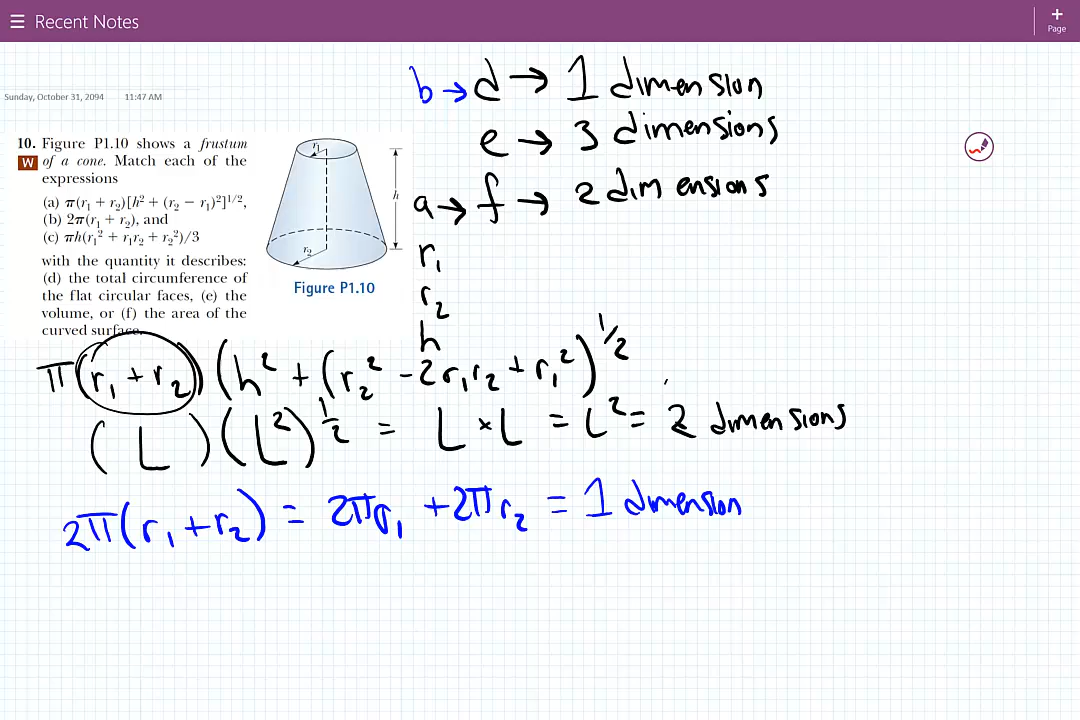 Recent Notes
Page
Sunday, October 31, 2094 11:47 AM
10. Figure P1.10 shows a frustum
W of a cone. Match each of the
expressions
(a) π(r₁ + r₂)[h² + (r₂ − r₁)²]^1/2,
(b) 2π(r₁ + r₂), and
(c) πh(r₁² + r₁r₂ + r₂²)/3
with the quantity it describes:
(d) the total circumference of
the flat circular faces, (e) the
volume, or (f) the area of the
curved surface.
r₁
h
r₂
Figure P1.10
b → d → 1 dimension
e → 3 dimensions
a → f → 2 dimensions
r₁
r₂
h
π(r₁ + r₂)(h² + (r₂² − 2r₁r₂ + r₁²)^1/2
(L)(L²)^1/2 = L × L = L² = 2 dimensions
2π(r₁ + r₂) = 2πr₁ + 2πr₂ = 1 dimension